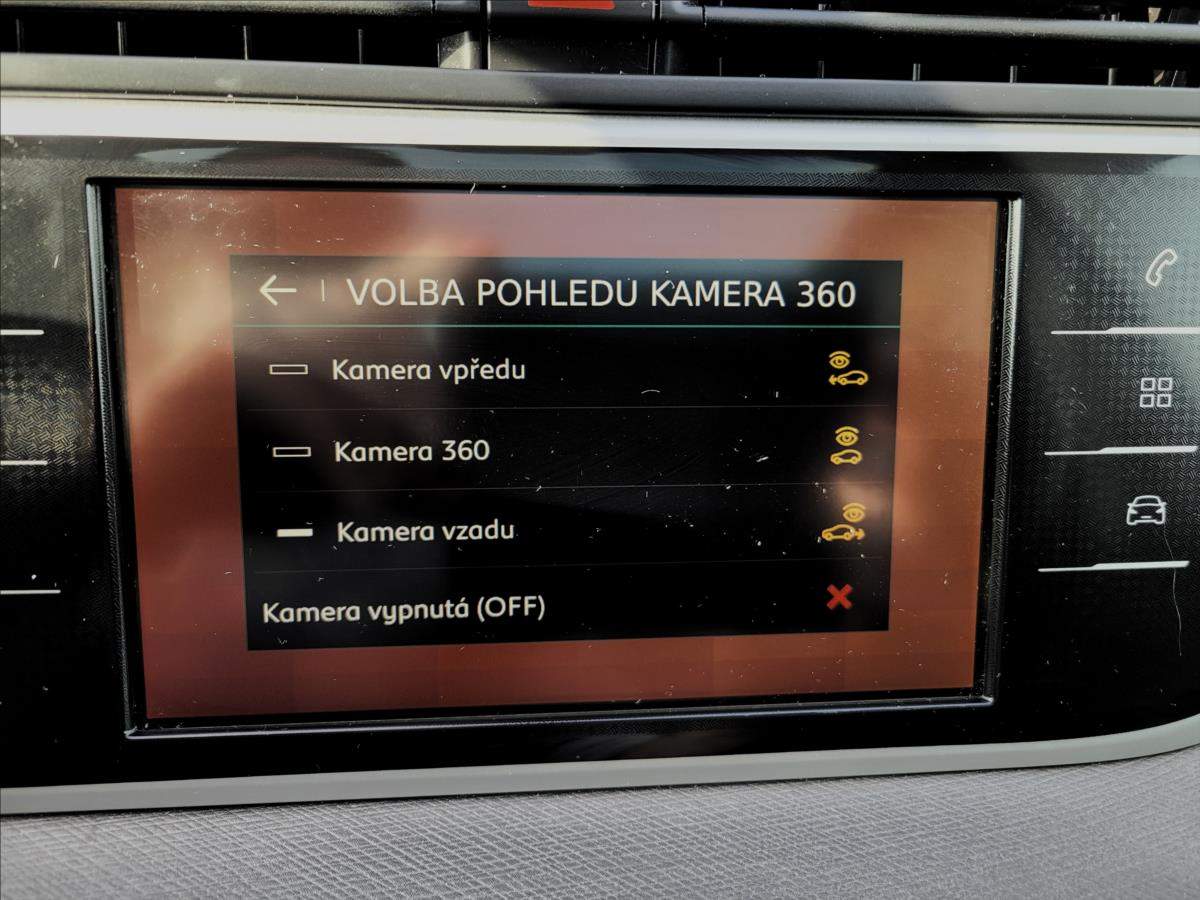 VOLBA POHLEDU KAMERA 360
Kamera vpředu
Kamera 360
Kamera vzadu
Kamera vypnutá (OFF)